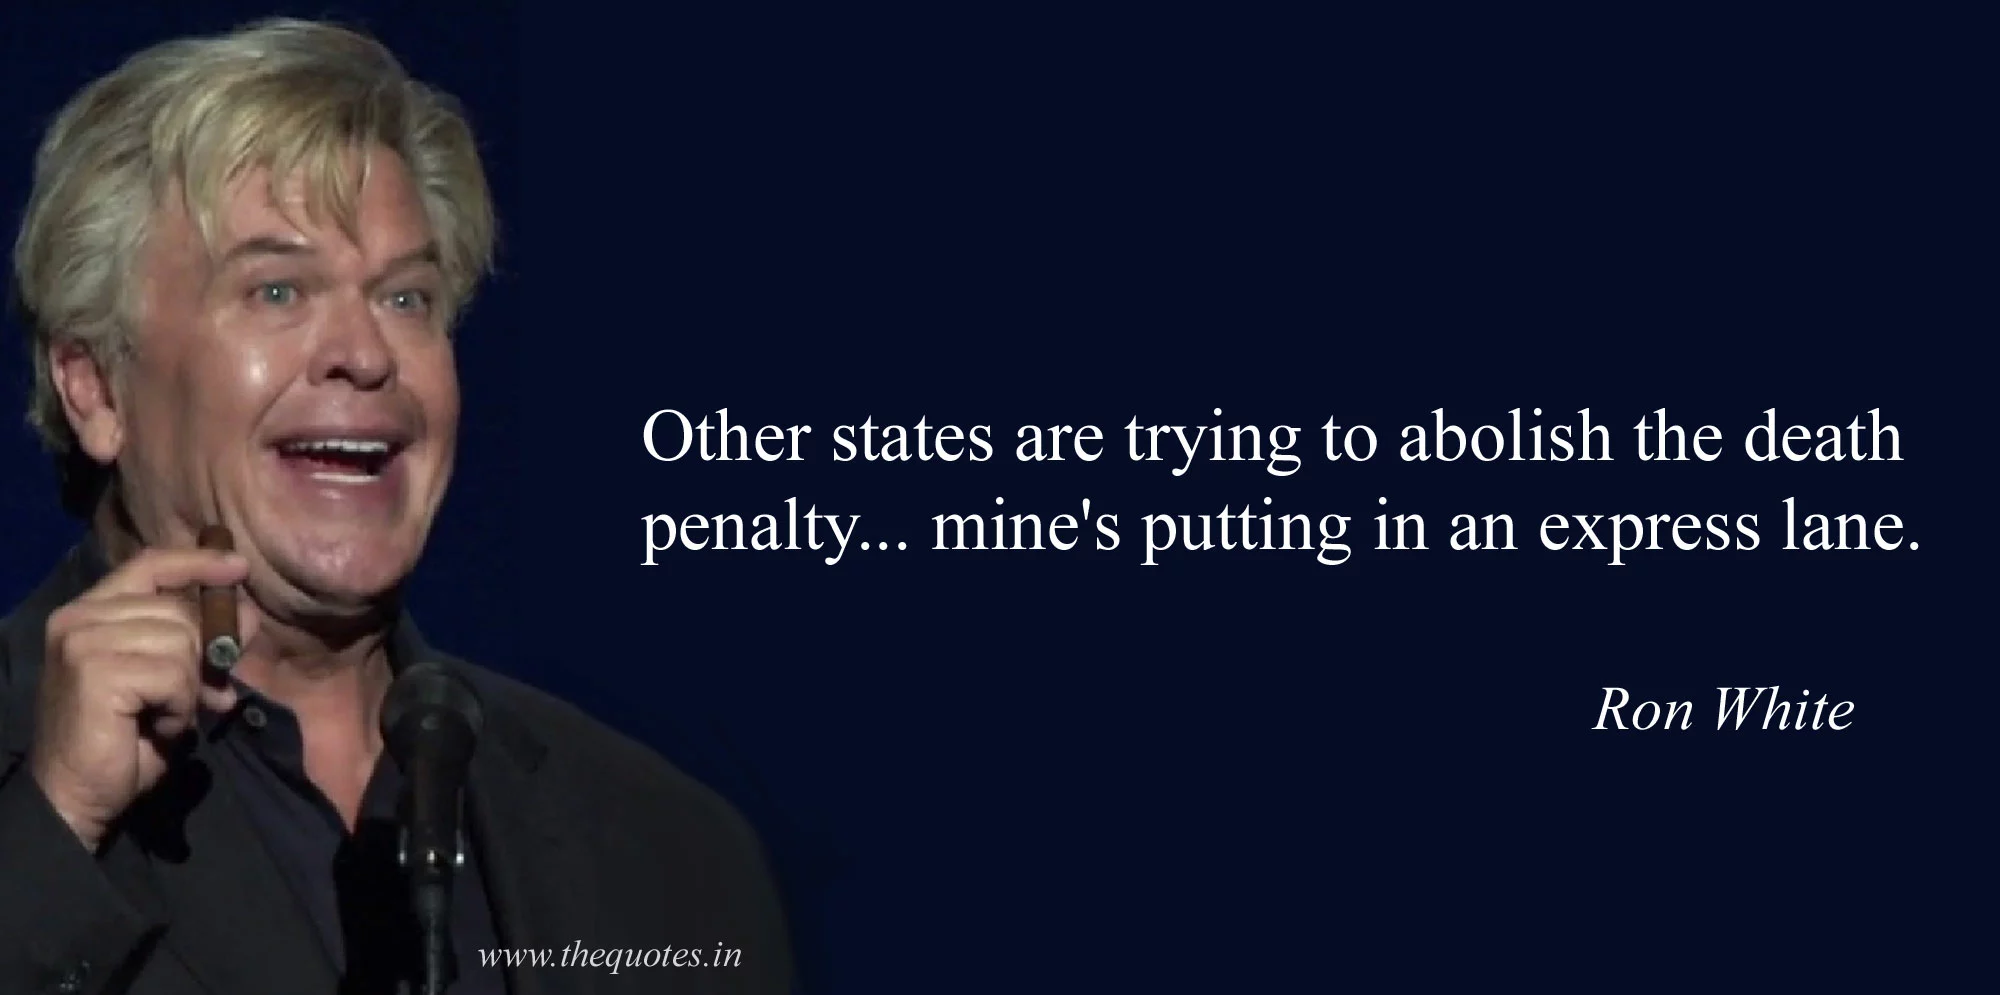 Other states are trying to abolish the death
penalty... mine's putting in an express lane.
Ron White
www.thequotes.in